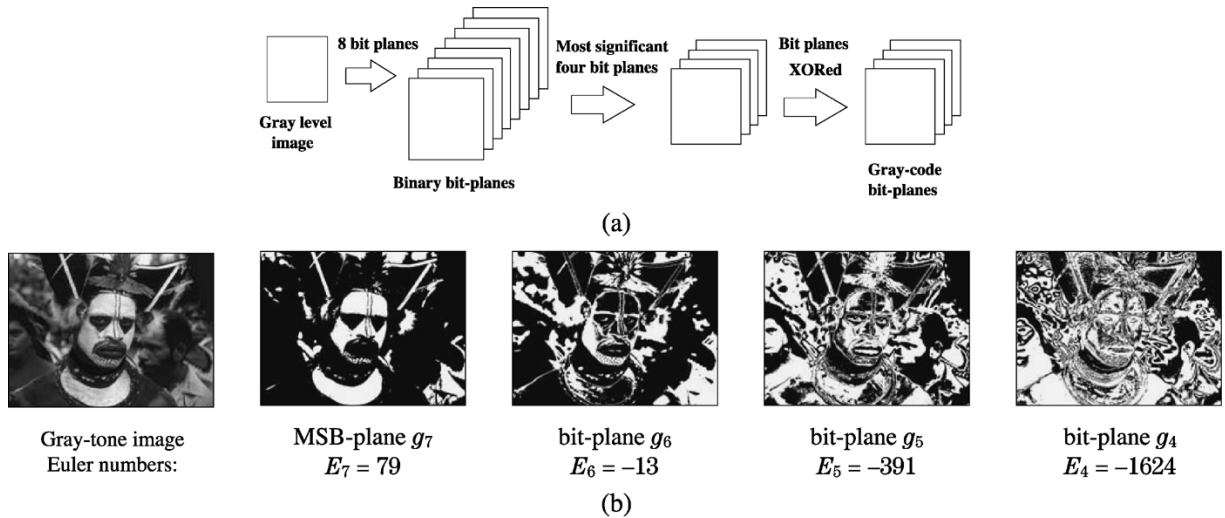 8 bit planes
Most significant
four bit planes
Bit planes
XORed
Gray level
image
Binary bit-planes
Gray-code
bit-planes
(a)
Gray-tone image
Euler numbers:
MSB-plane g₇
E₇ = 79
bit-plane g₆
E₆ = –13
bit-plane g₅
E₅ = –391
bit-plane g₄
E₄ = –1624
(b)